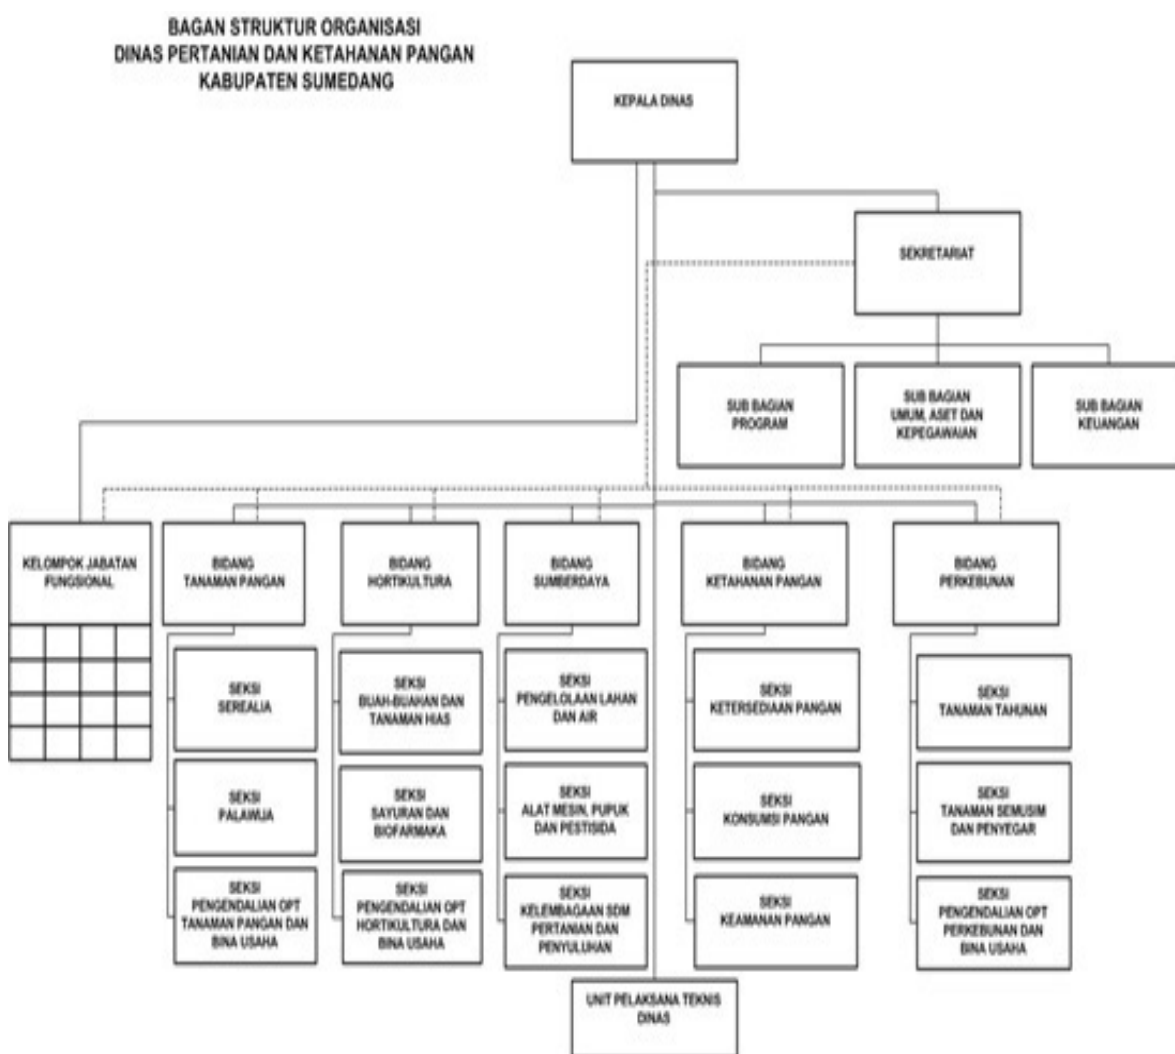 BAGAN STRUKTUR ORGANISASI
DINAS PERTANIAN DAN KETAHANAN PANGAN
KABUPATEN SUMEDANG
KEPALA DINAS
SEKRETARIAT
SUB BAGIAN
PROGRAM
SUB BAGIAN
UMUM, ASET DAN
KEPEGAWAIAN
SUB BAGIAN
KEUANGAN
KELOMPOK JABATAN
FUNGSIONAL
BIDANG
TANAMAN PANGAN
BIDANG
HORTIKULTURA
BIDANG
SUMBERDAYA
BIDANG
KETAHANAN PANGAN
BIDANG
PERKEBUNAN
SEKSI
SEREALIA
SEKSI
BUAH-BUAHAN DAN
TANAMAN HIAS
SEKSI
PENGELOLAAN LAHAN
DAN AIR
SEKSI
KETERSEDIAAN PANGAN
SEKSI
TANAMAN TAHUNAN
SEKSI
PALAWIJA
SEKSI
SAYURAN DAN
BIOFARMAKA
SEKSI
ALAT MESIN, PUPUK
DAN PESTISIDA
SEKSI
KONSUMSI PANGAN
SEKSI
TANAMAN SEMUSIM
DAN PENYEGAR
SEKSI
PENGENDALIAN OPT
TANAMAN PANGAN DAN
BINA USAHA
SEKSI
PENGENDALIAN OPT
HORTIKULTURA DAN
BINA USAHA
SEKSI
KELEMBAGAAN SDM
PERTANIAN DAN
PENYULUHAN
SEKSI
KEAMANAN PANGAN
SEKSI
PENGENDALIAN OPT
PERKEBUNAN DAN
BINA USAHA
UNIT PELAKSANA TEKNIS
DINAS